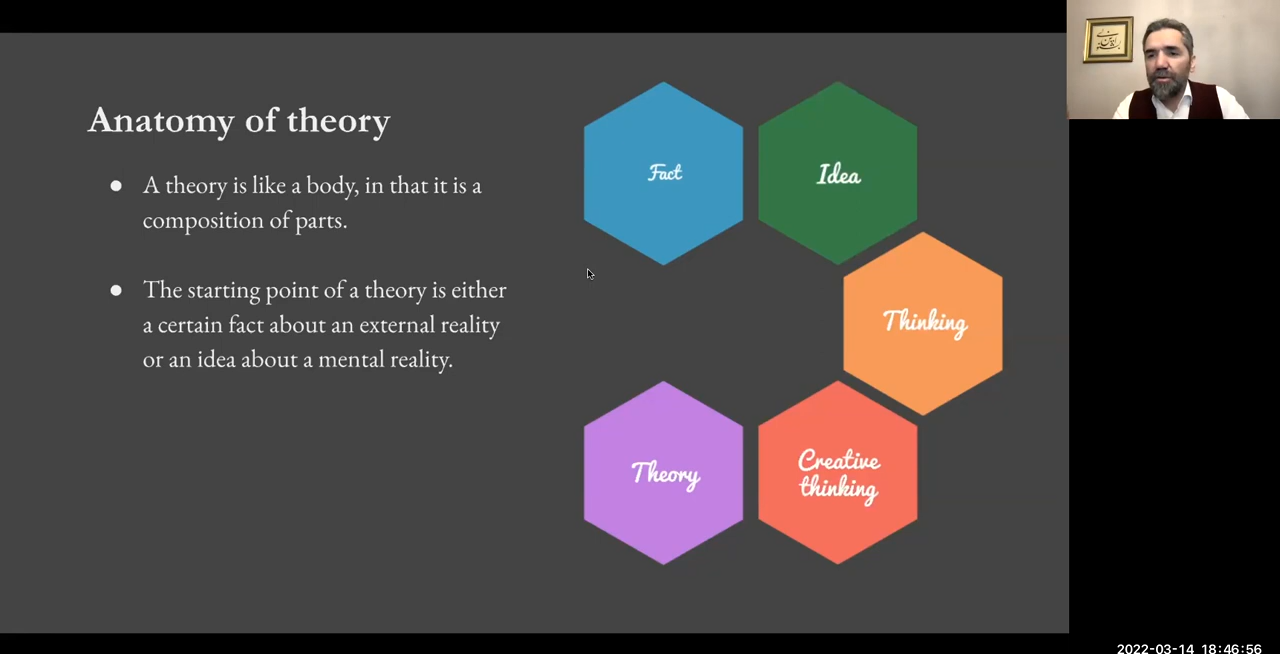 Anatomy of theory
● A theory is like a body, in that it is a
composition of parts.
● The starting point of a theory is either
a certain fact about an external reality
or an idea about a mental reality.
Fact
Idea
Thinking
Creative
thinking
Theory
2022-03-14 18:46:56